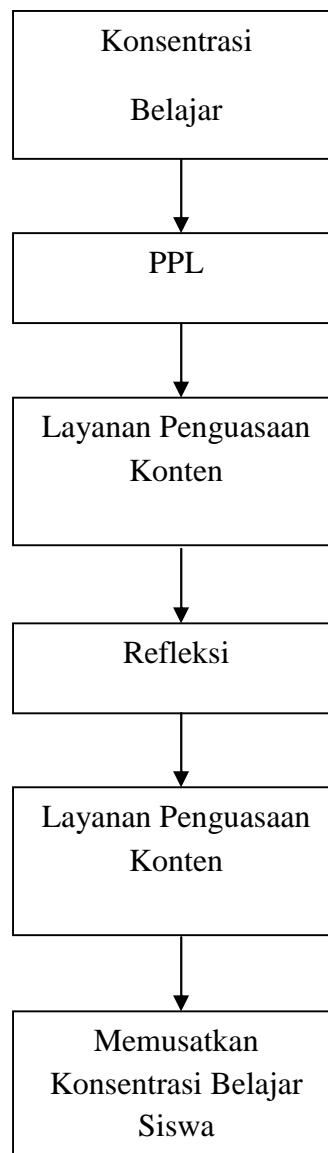 Konsentrasi
Belajar
PPL
Layanan Penguasaan
Konten
Refleksi
Layanan Penguasaan
Konten
Memusatkan
Konsentrasi Belajar
Siswa